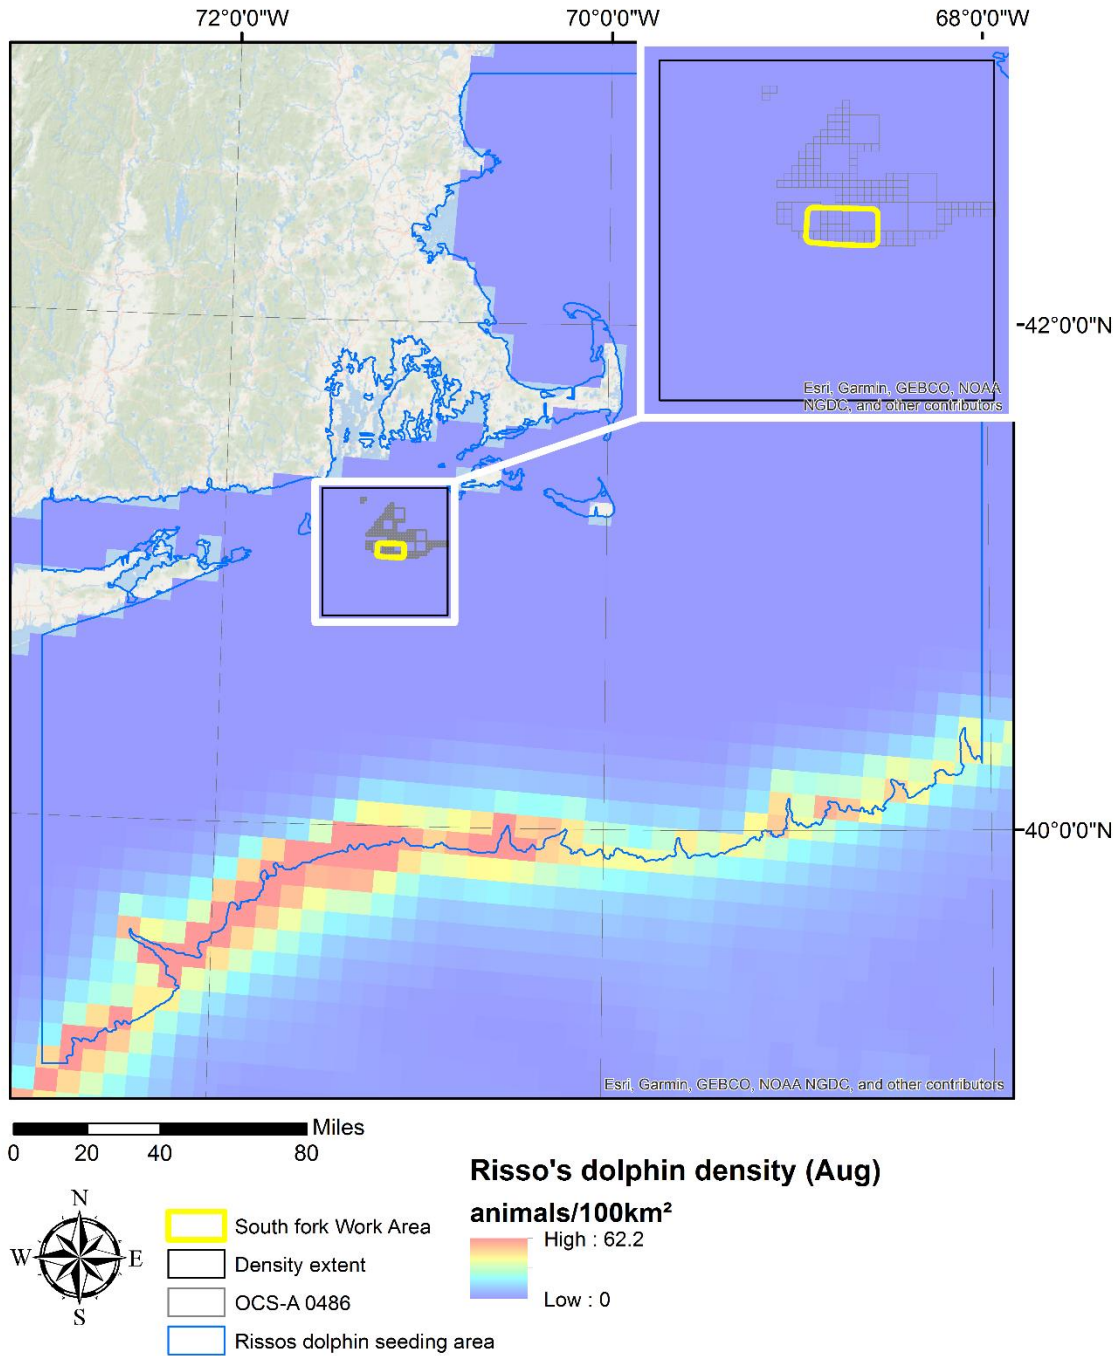 72°0'0"W 70°0'0"W 68°0'0"W
42°0'0"N
Esri, Garmin, GEBCO, NOAA
NGDC, and other contributors
40°0'0"N
Esri, Garmin, GEBCO, NOAA NGDC, and other contributors
Miles
0 20 40 80
Risso's dolphin density (Aug)
animals/100km²
High : 62.2
Low : 0
N
W E
S
South fork Work Area
Density extent
OCS-A 0486
Rissos dolphin seeding area